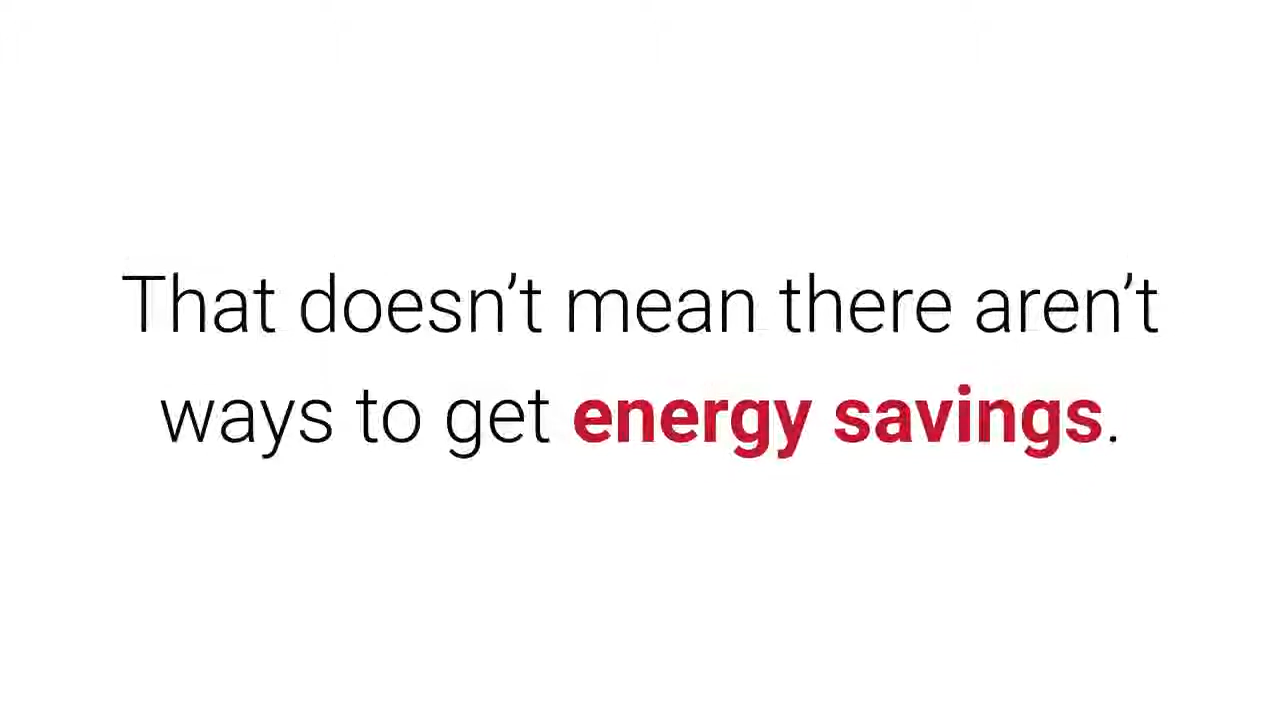 That doesn’t mean there aren’t
ways to get energy savings.